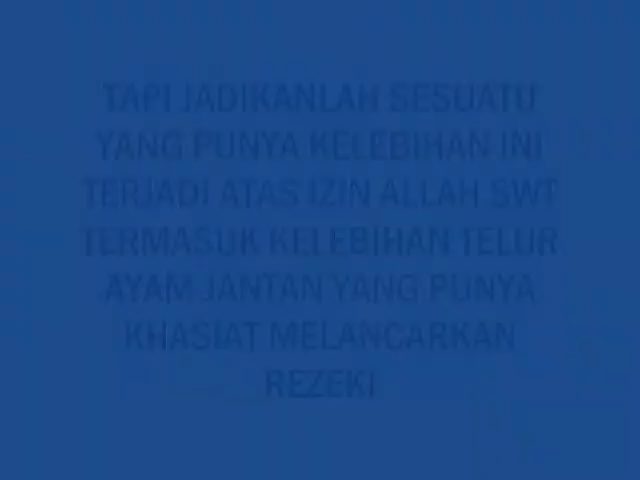 TAPI JADIKANLAH SESUATU
YANG PUNYA KELEBIHAN INI
TERJADI ATAS IZIN ALLAH SWT
TERMASUK KELEBIHAN TELUR
AYAM JANTAN YANG PUNYA
KHASIAT MELANCARKAN
REZEKI